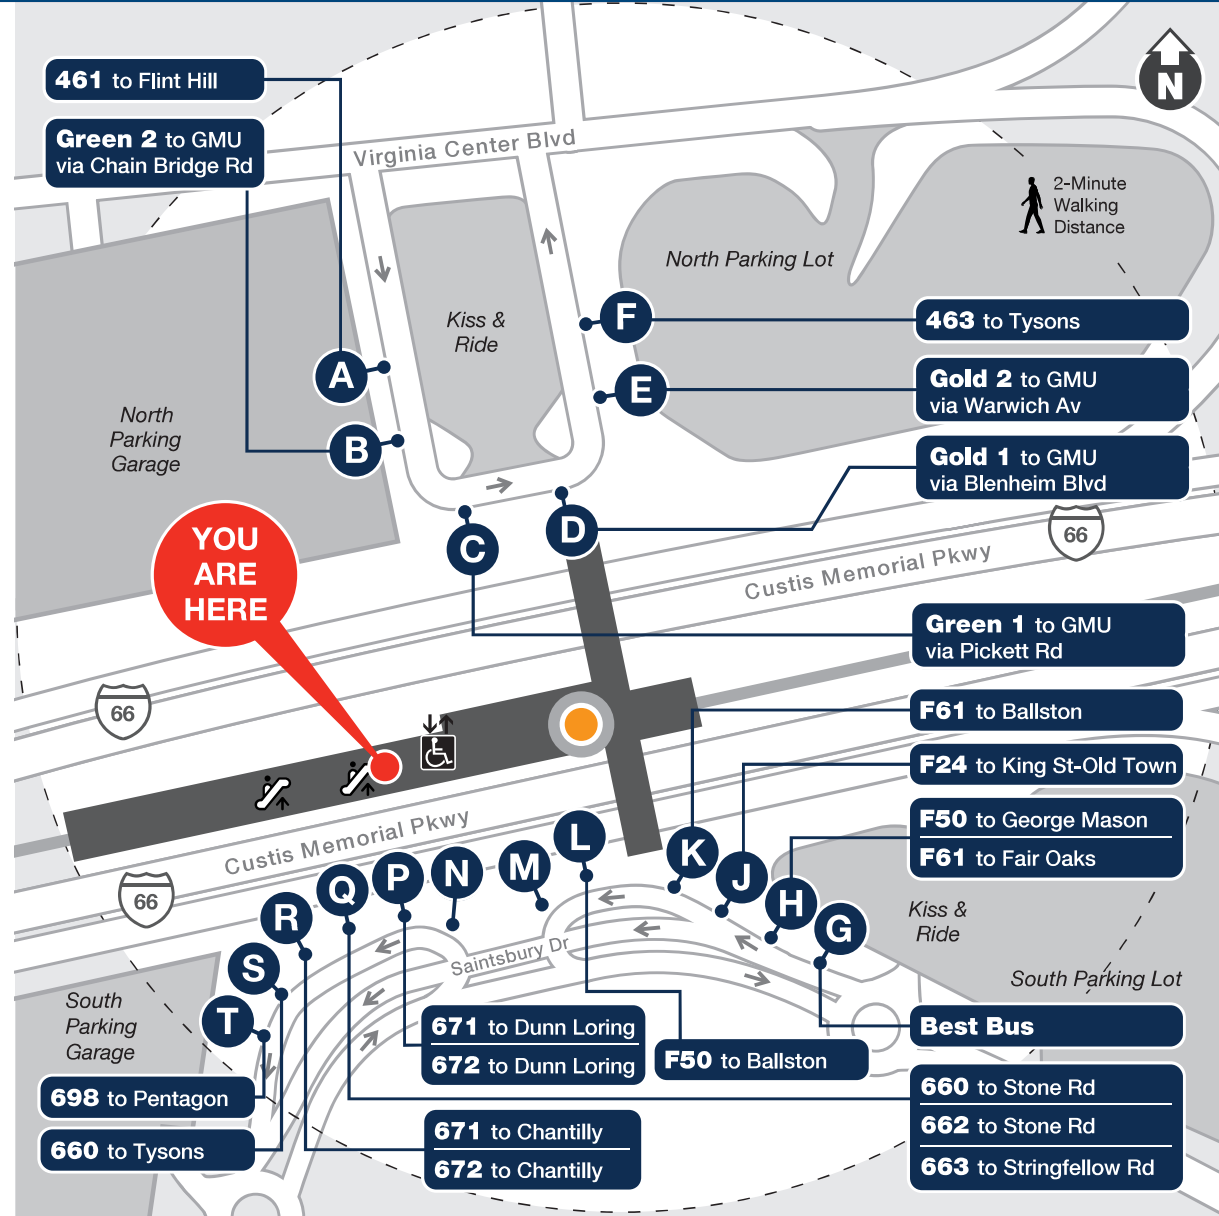 461 to Flint Hill
Green 2 to GMU
via Chain Bridge Rd
Virginia Center Blvd
N
2-Minute
Walking
Distance
North Parking Lot
Kiss &
Ride
F
463 to Tysons
A
E
Gold 2 to GMU
via Warwich Av
North
Parking
Garage
B
Gold 1 to GMU
via Blenheim Blvd
YOU
ARE
HERE
C
D
66
Custis Memorial Pkwy
Green 1 to GMU
via Pickett Rd
66
F61 to Ballston
F24 to King St-Old Town
Custis Memorial Pkwy
F50 to George Mason
F61 to Fair Oaks
66
R
Q
P
N
M
L
K
J
H
G
Kiss &
Ride
Saintsbury Dr
S
T
South Parking Lot
South
Parking
Garage
671 to Dunn Loring
672 to Dunn Loring
F50 to Ballston
Best Bus
698 to Pentagon
660 to Tysons
671 to Chantilly
672 to Chantilly
660 to Stone Rd
662 to Stone Rd
663 to Stringfellow Rd